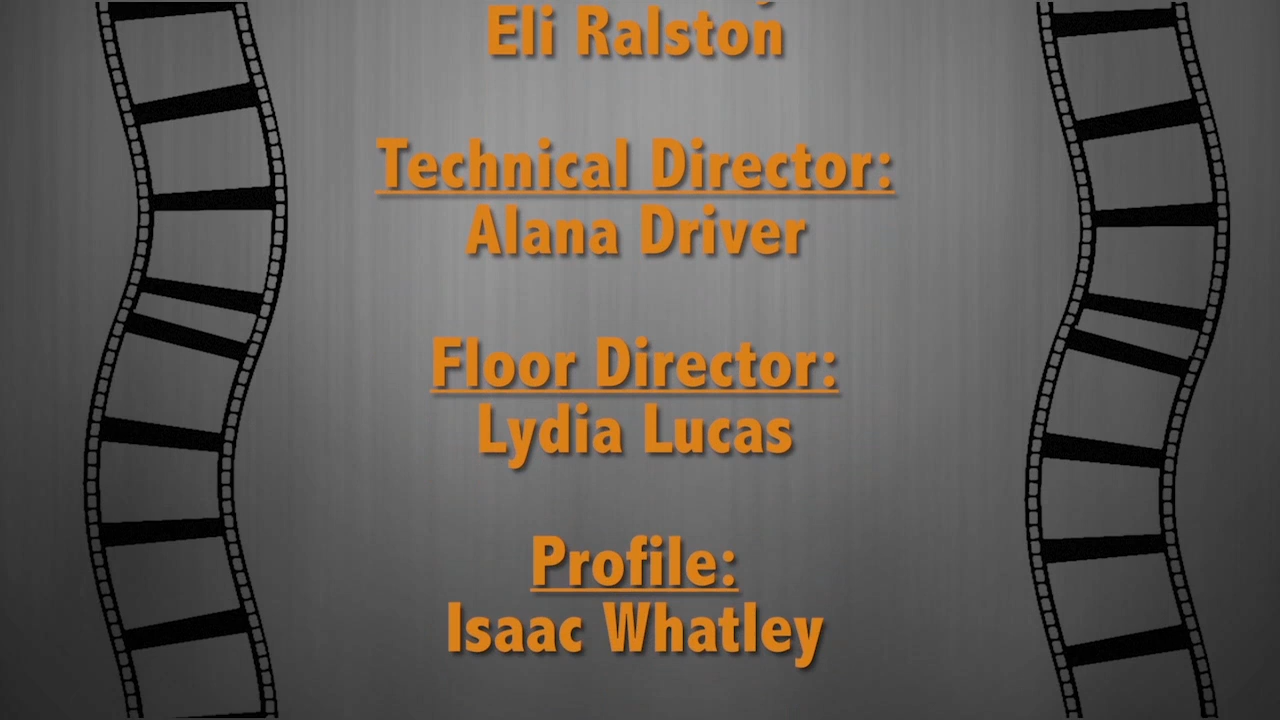 Eli Ralston
Technical Director:
Alana Driver
Floor Director:
Lydia Lucas
Profile:
Isaac Whatley